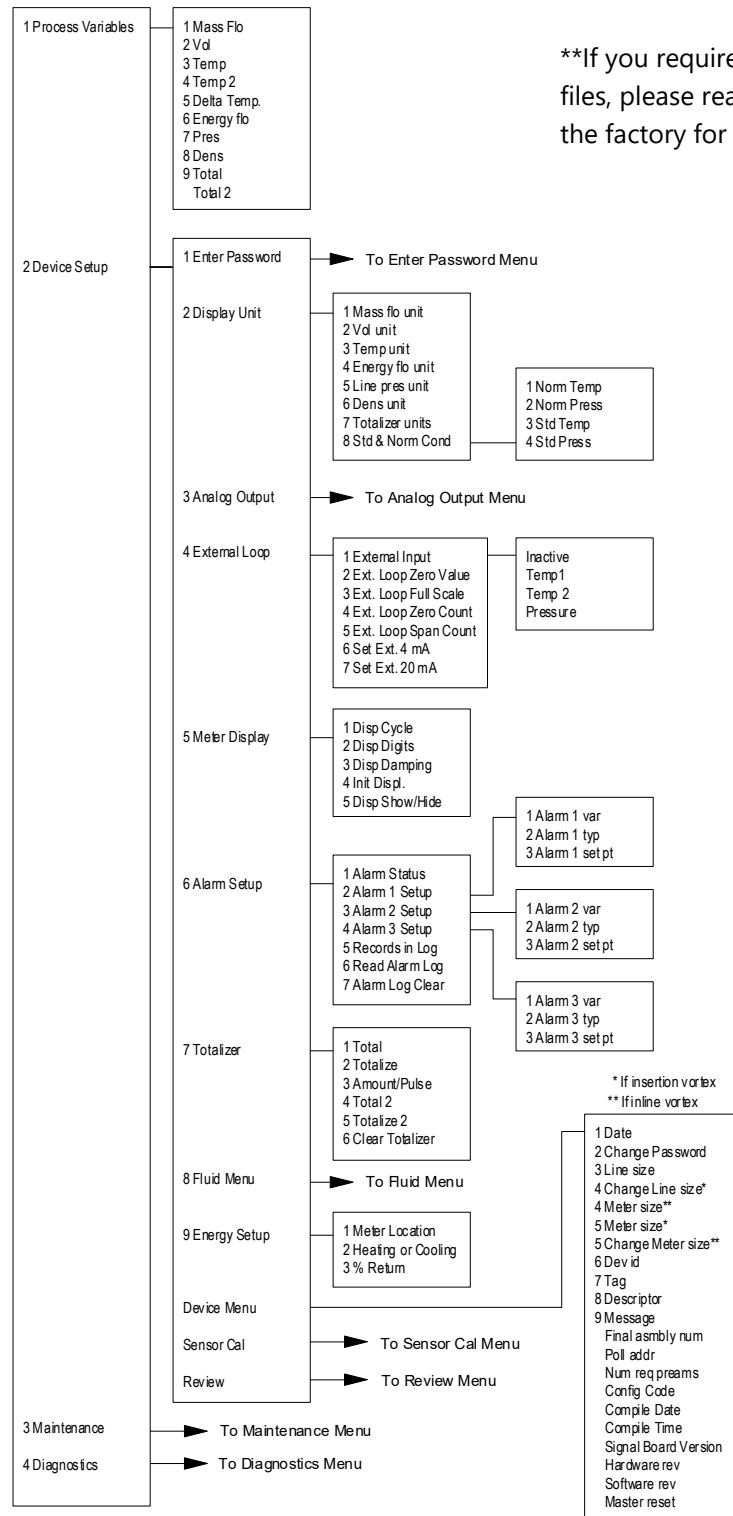 1 Process Variables
1 Mass Flo
2 Vol
3 Temp
4 Temp 2
5 Delta Temp.
6 Energy flo
7 Pres
8 Dens
9 Total
Total 2
**If you require
files, please rea
the factory for
2 Device Setup
1 Enter Password
To Enter Password Menu
2 Display Unit
1 Mass flo unit
2 Vol unit
3 Temp unit
4 Energy flo unit
5 Line pres unit
6 Dens unit
7 Totalizer units
8 Std & Norm Cond
1 Norm Temp
2 Norm Press
3 Std Temp
4 Std Press
3 Analog Output
To Analog Output Menu
4 External Loop
1 External Input
2 Ext. Loop Zero Value
3 Ext. Loop Full Scale
4 Ext. Loop Zero Count
5 Ext. Loop Span Count
6 Set Ext. 4 mA
7 Set Ext. 20 mA
Inactive
Temp1
Temp 2
Pressure
5 Meter Display
1 Disp Cycle
2 Disp Digits
3 Disp Damping
4 Init Displ.
5 Disp Show/Hide
6 Alarm Setup
1 Alarm Status
2 Alarm 1 Setup
3 Alarm 2 Setup
4 Alarm 3 Setup
5 Records in Log
6 Read Alarm Log
7 Alarm Log Clear
1 Alarm 1 var
2 Alarm 1 typ
3 Alarm 1 set pt
1 Alarm 2 var
2 Alarm 2 typ
3 Alarm 2 set pt
1 Alarm 3 var
2 Alarm 3 typ
3 Alarm 3 set pt
7 Totalizer
1 Total
2 Totalize
3 Amount/Pulse
4 Total 2
5 Totalize 2
6 Clear Totalizer
8 Fluid Menu
To Fluid Menu
9 Energy Setup
1 Meter Location
2 Heating or Cooling
3 % Return
Device Menu
* If insertion vortex
** If inline vortex
1 Date
2 Change Password
3 Line size
4 Change Line size*
4 Meter size**
5 Meter size*
5 Change Meter size**
6 Dev id
7 Tag
8 Descriptor
9 Message
Final asmbly num
Poll addr
Num req preams
Config Code
Compile Date
Compile Time
Signal Board Version
Hardware rev
Software rev
Master reset
Sensor Cal
To Sensor Cal Menu
Review
To Review Menu
3 Maintenance
To Maintenance Menu
4 Diagnostics
To Diagnostics Menu